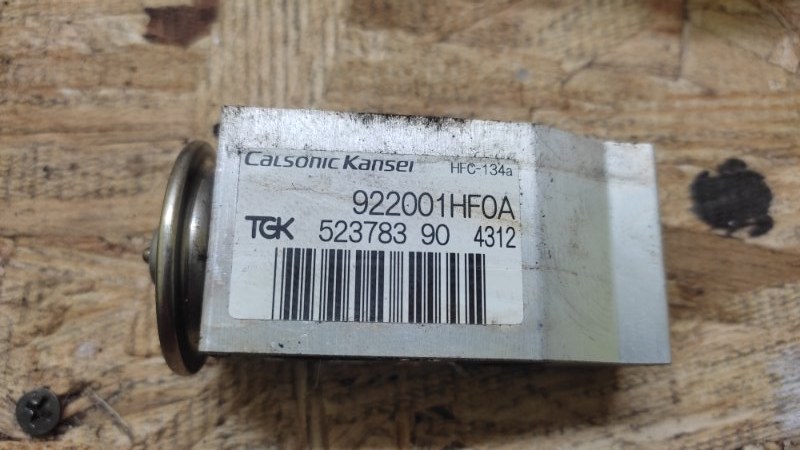 Calsonic Kansei HFC-134a
922001HF0A
TGK 523783 90 4312